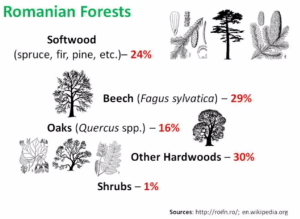 Romanian Forests
Softwood
(spruce, fir, pine, etc.)– 24%
Beech (Fagus sylvatica) – 29%
Oaks (Quercus spp.) – 16%
Other Hardwoods – 30%
Shrubs – 1%
Sources: http://roifn.ro/; en.wikipedia.org